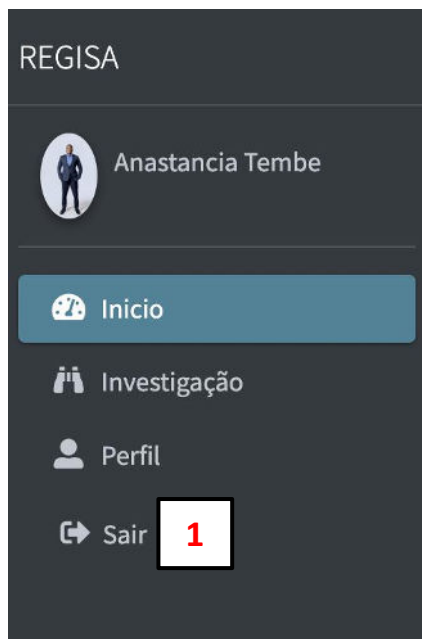 REGISA
Anastancia Tembe
Inicio
Investigação
Perfil
Sair 1